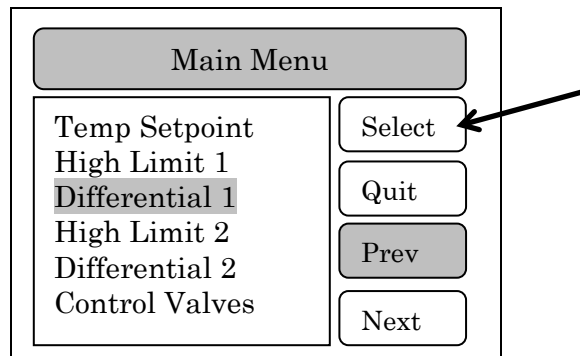 Main Menu
Temp Setpoint
High Limit 1
Differential 1
High Limit 2
Differential 2
Control Valves
Select
Quit
Prev
Next